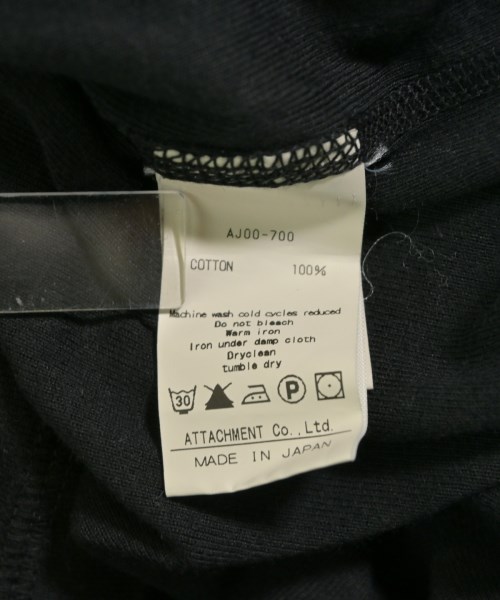 AJ00-700
COTTON 100%
Machine wash cold cycles reduced
Do not bleach
Warm iron
Iron under damp cloth
Dryclean
tumble dry
30 P
ATTACHMENT Co.,Ltd.
MADE IN JAPAN